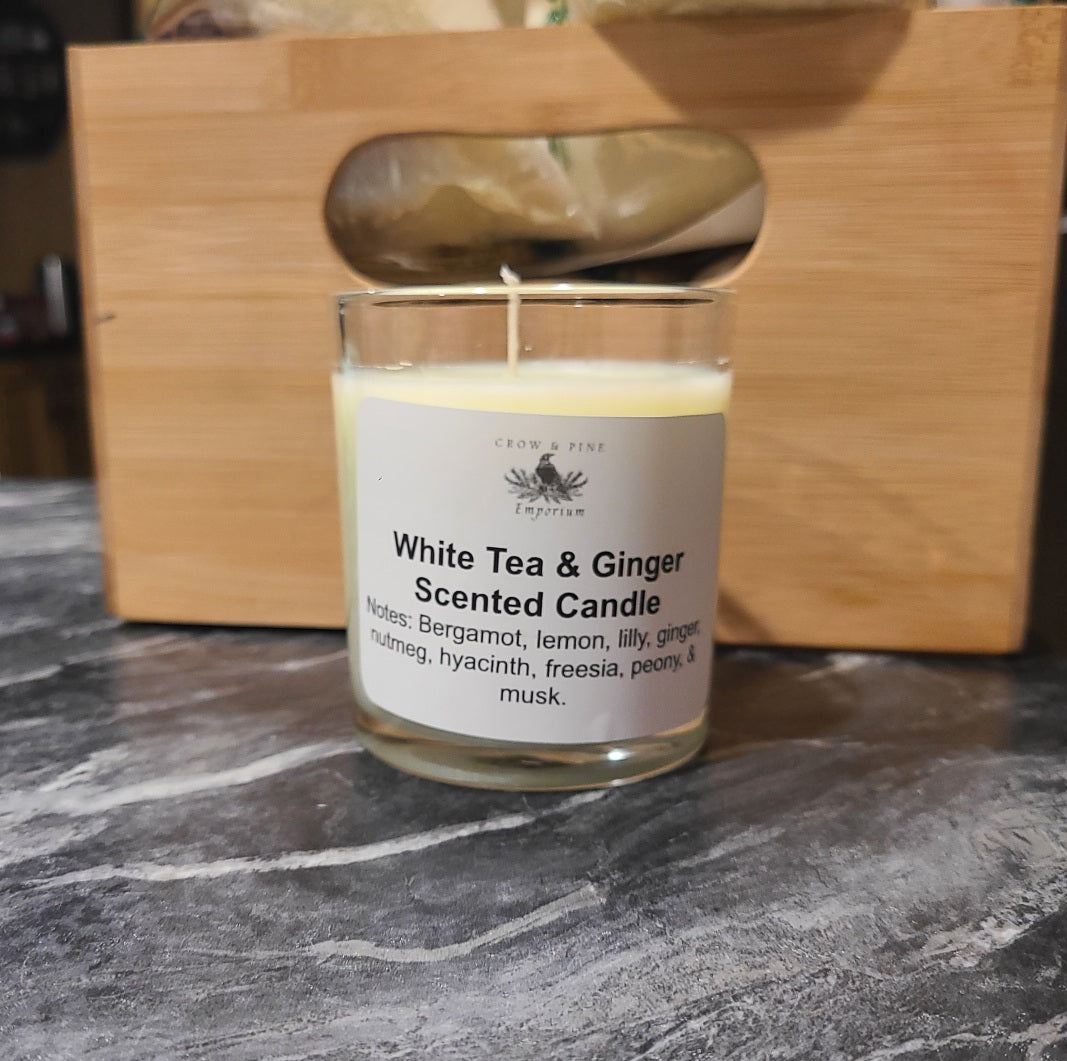 CROW & PINE
Emporium
White Tea & Ginger
Scented Candle
Notes: Bergamot, lemon, lilly, ginger,
nutmeg, hyacinth, freesia, peony, &
musk.